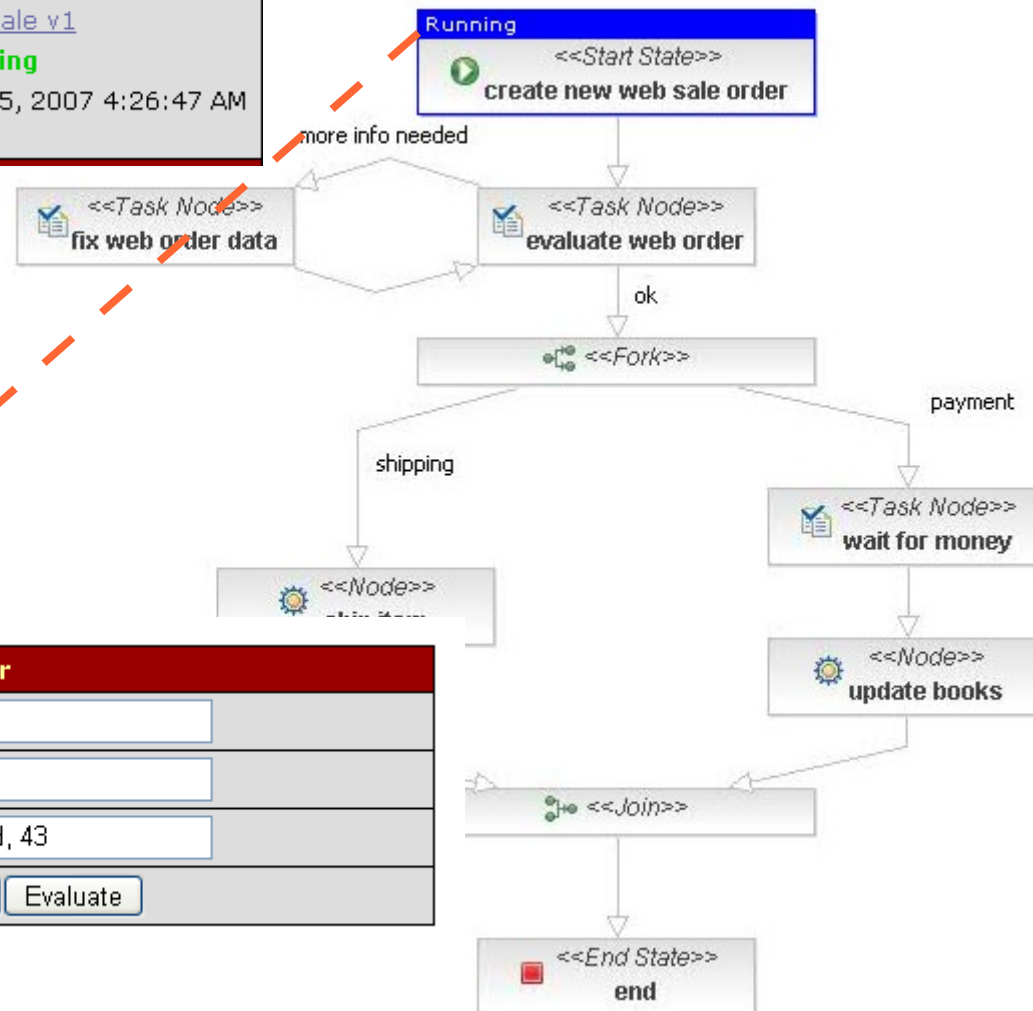 ale v1
ing
5, 2007 4:26:47 AM
Running
<<Start State>>
create new web sale order
more info needed
<<Task Node>>
fix web order data
<<Task Node>>
evaluate web order
ok
<<Fork>>
payment
shipping
<<Task Node>>
wait for money
<<Node>>
<<Node>>
update books
r
, 43
Evaluate
<<Join>>
<<End State>>
end